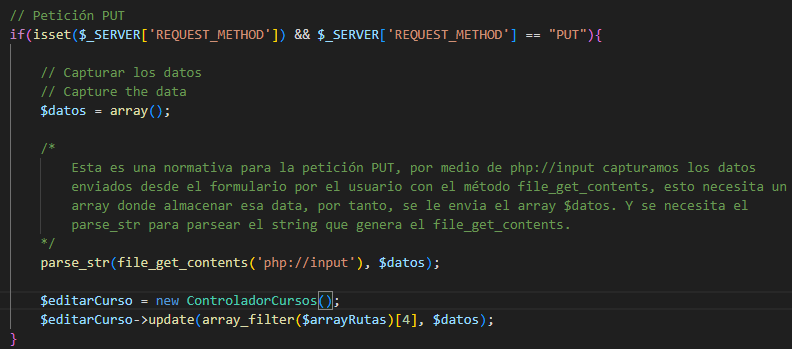 // Petición PUT
if(isset($_SERVER['REQUEST_METHOD']) && $_SERVER['REQUEST_METHOD'] == "PUT"){
// Capturar los datos
// Capture the data
$datos = array();
/*
Esta es una normativa para la petición PUT, por medio de php://input capturamos los datos
enviados desde el formulario por el usuario con el método file_get_contents, esto necesita un
array donde almacenar esa data, por tanto, se le envia el array $datos. Y se necesita el
parse_str para parsear el string que genera el file_get_contents.
*/
parse_str(file_get_contents('php://input'), $datos);
$editarCurso = new ControladorCursos();
$editarCurso->update(array_filter($arrayRutas)[4], $datos);
}